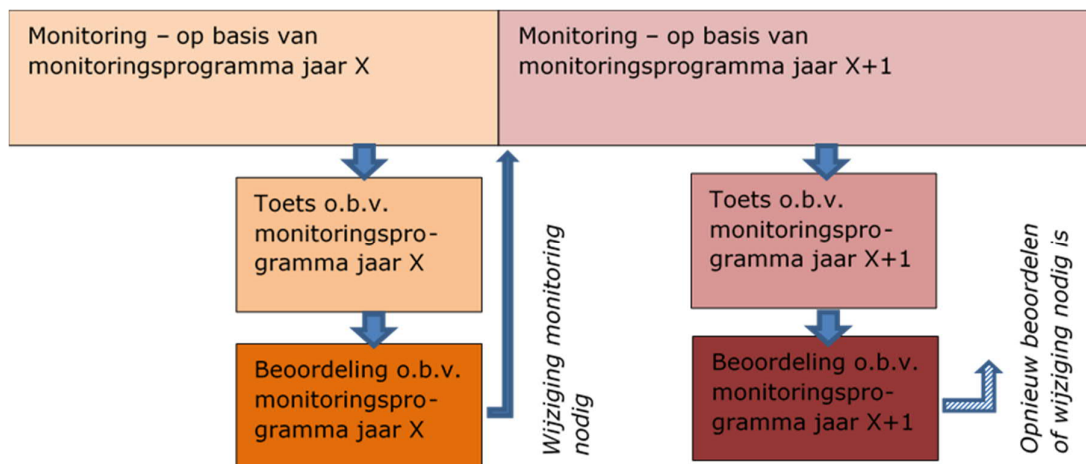 Monitoring – op basis van
monitoringsprogramma jaar X
Monitoring – op basis van
monitoringsprogramma jaar X+1
Toets o.b.v.
monitoringspro-
gramma jaar X
Beoordeling o.b.v.
monitoringspro-
gramma jaar X
Wijziging monitoring
nodig
Toets o.b.v.
monitoringspro-
gramma jaar X+1
Beoordeling o.b.v.
monitoringspro-
gramma jaar X+1
Opnieuw beoordelen
of wijziging nodig is